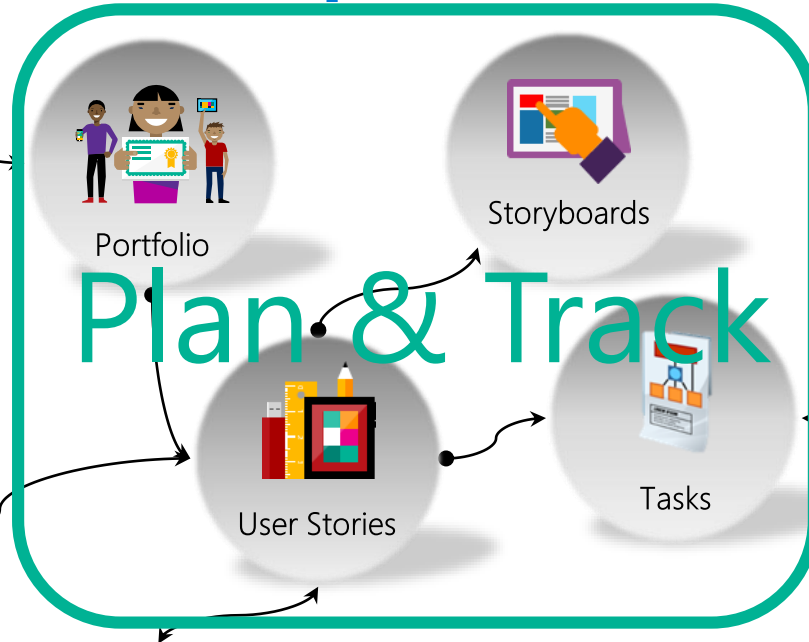 Storyboards
Portfolio
Plan & Track
Tasks
User Stories